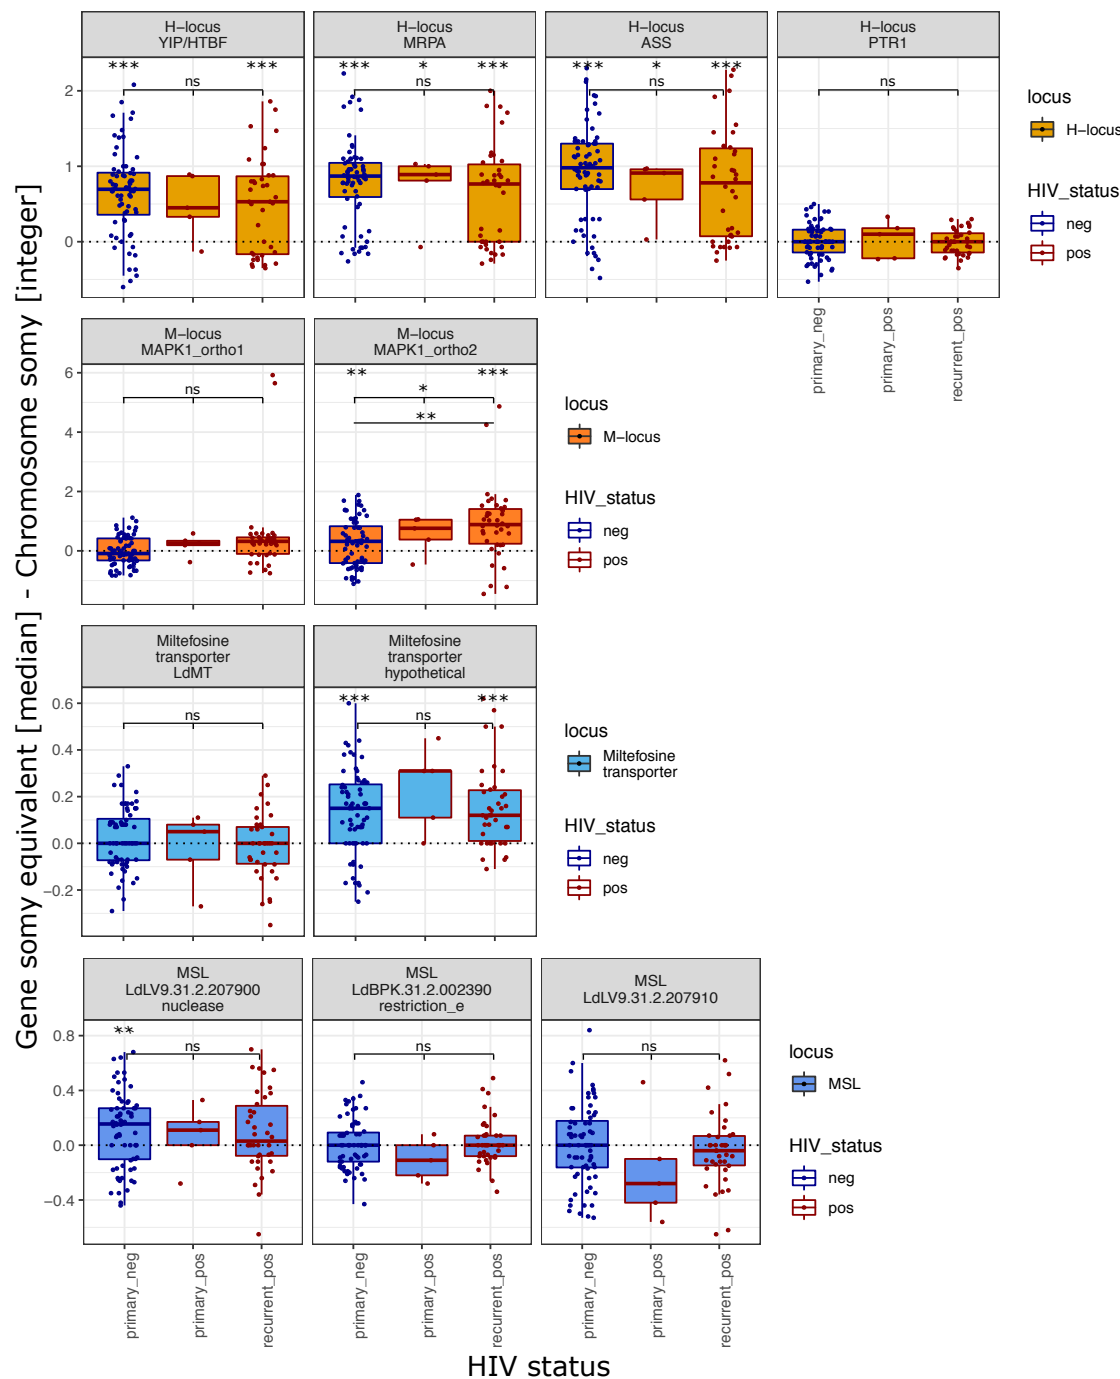 Gene somy equivalent [median] - Chromosome somy [integer]
H−locus
YIP/HTBF
H−locus
MRPA
H−locus
ASS
H−locus
PTR1
*** ***
ns
*** * ***
ns
*** * ***
ns
ns
2
1
0
primary_neg
primary_pos
recurrent_pos
locus
H−locus
HIV_status
neg
pos
M−locus
MAPK1_ortho1
M−locus
MAPK1_ortho2
ns
** ***
*
**
6
4
2
0
locus
M−locus
HIV_status
neg
pos
Miltefosine
transporter
LdMT
Miltefosine
transporter
hypothetical
ns
*** ***
ns
0.6
0.4
0.2
0.0
−0.2
locus
Miltefosine
transporter
HIV_status
neg
pos
MSL
LdLV9.31.2.207900
nuclease
MSL
LdBPK.31.2.002390
restriction_e
MSL
LdLV9.31.2.207910
**
ns
ns
ns
0.8
0.4
0.0
−0.4
primary_neg
primary_pos
recurrent_pos
primary_neg
primary_pos
recurrent_pos
primary_neg
primary_pos
recurrent_pos
locus
MSL
HIV_status
neg
pos
HIV status